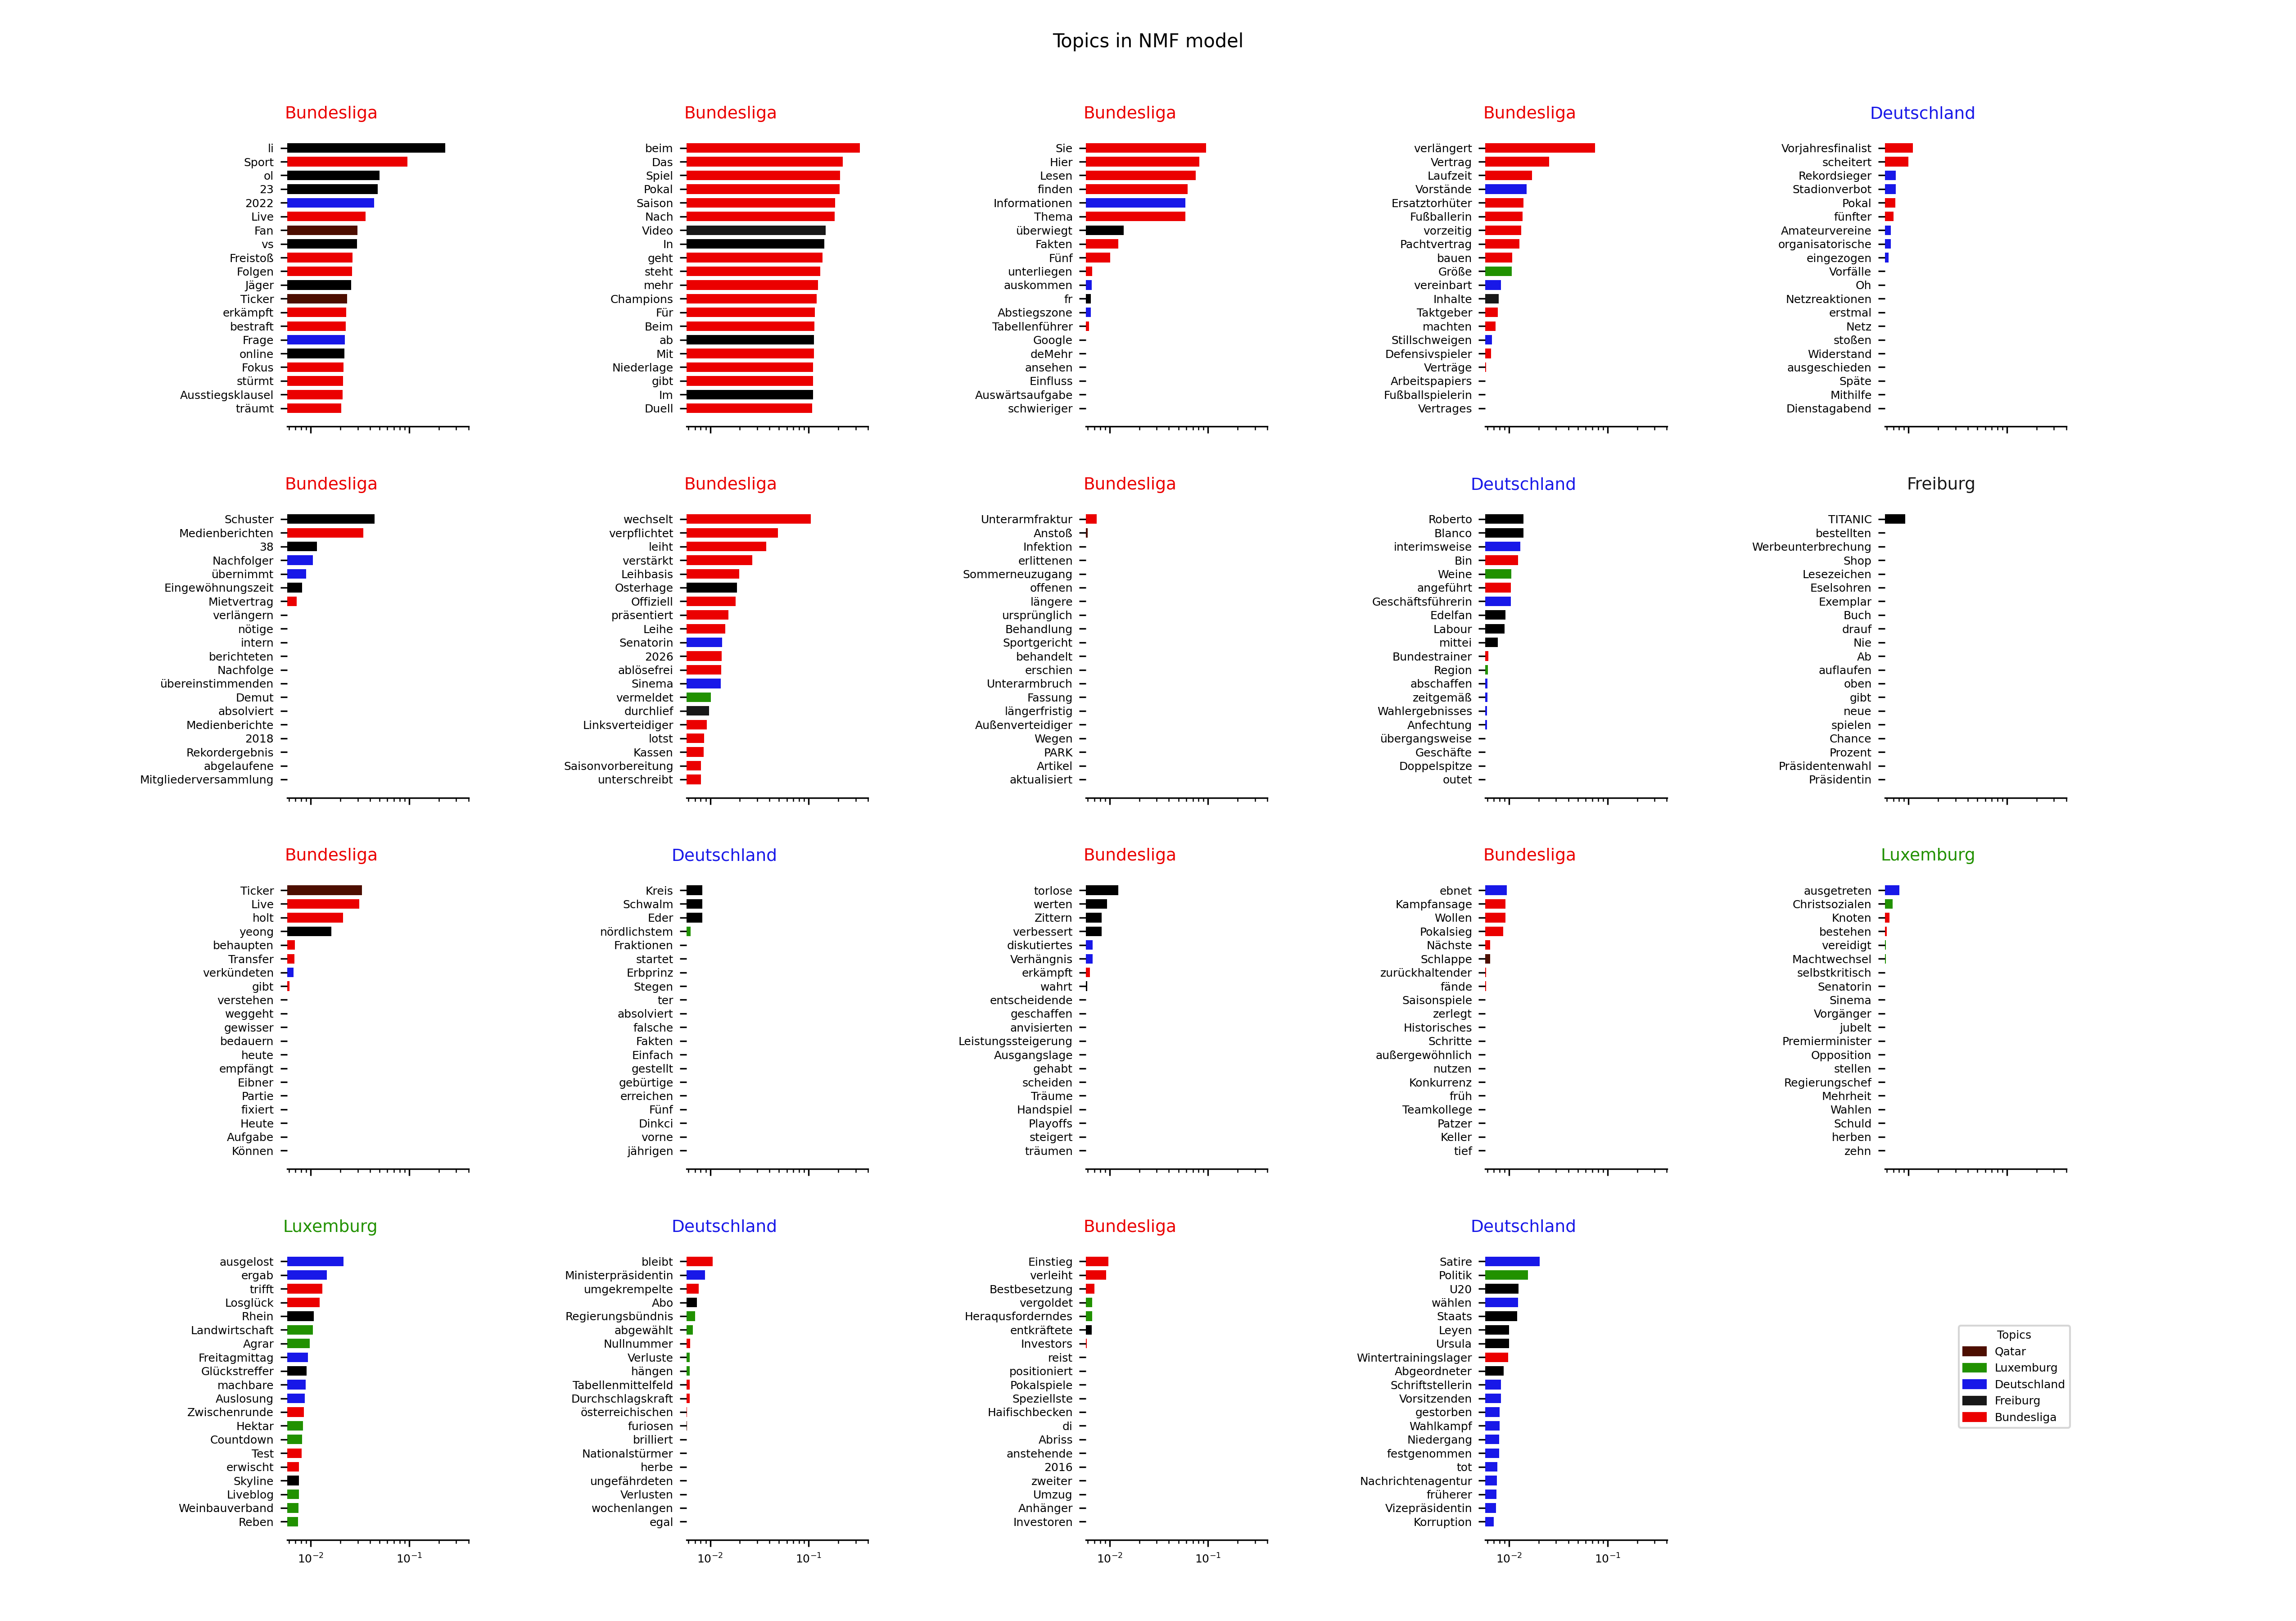 Topics in NMF model
Bundesliga
li
Sport
ol
23
2022
Live
Fan
vs
Freistoß
Folgen
Jäger
Ticker
erkämpft
bestraft
Frage
online
Fokus
stürmt
Ausstiegsklausel
träumt
Bundesliga
beim
Das
Spiel
Pokal
Saison
Nach
Video
In
geht
steht
mehr
Champions
Für
Beim
ab
Mit
Niederlage
gibt
Im
Duell
Bundesliga
Sie
Hier
Lesen
finden
Informationen
Thema
überwiegt
Fakten
Fünf
unterliegen
auskommen
fr
Abstiegszone
Tabellenführer
Google
deMehr
ansehen
Einfluss
Auswärtsaufgabe
schwieriger
Bundesliga
verlängert
Vertrag
Laufzeit
Vorstände
Ersatztorhüter
Fußballerin
vorzeitig
Pachtvertrag
bauen
Größe
vereinbart
Inhalte
Taktgeber
machten
Stillschweigen
Defensivspieler
Verträge
Arbeitspapiers
Fußballspielerin
Vertrages
Deutschland
Vorjahresfinalist
scheitert
Rekordsieger
Stadionverbot
Pokal
fünfter
Amateurvereine
organisatorische
eingezogen
Vorfälle
Oh
Netzreaktionen
erstmal
Netz
stoßen
Widerstand
ausgeschieden
Späte
Mithilfe
Dienstagabend
Bundesliga
Schuster
Medienberichten
38
Nachfolger
übernimmt
Eingewöhnungszeit
Mietvertrag
verlängern
nötige
intern
berichteten
Nachfolge
übereinstimmenden
Demut
absolviert
Medienberichte
2018
Rekordergebnis
abgelaufene
Mitgliederversammlung
Bundesliga
wechselt
verpflichtet
leiht
verstärkt
Leihbasis
Osterhage
Offiziell
präsentiert
Leihe
Senatorin
2026
ablösefrei
Sinema
vermeldet
durchlief
Linksverteidiger
lotst
Kassen
Saisonvorbereitung
unterschreibt
Bundesliga
Unterarmfraktur
Anstoß
Infektion
erlittenen
Sommerneuzugang
offenen
längere
ursprünglich
Behandlung
Sportgericht
behandelt
erschien
Unterarmbruch
Fassung
längerfristig
Außenverteidiger
Wegen
PARK
Artikel
aktualisiert
Deutschland
Roberto
Blanco
interimsweise
Bin
Weine
angeführt
Geschäftsführerin
Edelfan
Labour
mittei
Bundestrainer
Region
abschaffen
zeitgemäß
Wahlergebnisses
Anfechtung
übergangsweise
Geschäfte
Doppelspitze
outet
Freiburg
TITANIC
bestellten
Werbeunterbrechung
Shop
Lesezeichen
Eselsohren
Exemplar
Buch
drauf
Nie
Ab
auflaufen
oben
gibt
neue
spielen
Chance
Prozent
Präsidentenwahl
Präsidentin
Bundesliga
Ticker
Live
holt
yeong
behaupten
Transfer
verkündeten
gibt
verstehen
weggeht
gewisser
bedauern
heute
empfängt
Eibner
Partie
fixiert
Heute
Aufgabe
Können
Deutschland
Kreis
Schwalm
Eder
nördlichstem
Fraktionen
startet
Erbprinz
Stegen
ter
absolviert
falsche
Fakten
Einfach
gestellt
gebürtige
erreichen
Fünf
Dinkci
vorne
jährigen
Bundesliga
torlose
werten
Zittern
verbessert
diskutiertes
Verhängnis
erkämpft
wahrt
entscheidende
geschaffen
anvisierten
Leistungssteigerung
Ausgangslage
gehabt
scheiden
Träume
Handspiel
Playoffs
steigert
träumen
Bundesliga
ebnet
Kampfansage
Wollen
Pokalsieg
Nächste
Schlappe
zurückhaltender
fände
Saisonspiele
zerlegt
Historisches
Schritte
außergewöhnlich
nutzen
Konkurrenz
früh
Teamkollege
Patzer
Keller
tief
Luxemburg
ausgetreten
Christsozialen
Knoten
bestehen
vereidigt
Machtwechsel
selbstkritisch
Senatorin
Sinema
Vorgänger
jubelt
Premierminister
Opposition
stellen
Regierungschef
Mehrheit
Wahlen
Schuld
herben
zehn
Luxemburg
ausgelost
ergab
trifft
Losglück
Rhein
Landwirtschaft
Agrar
Freitagmittag
Glückstreffer
machbare
Auslosung
Zwischenrunde
Hektar
Countdown
Test
erwischt
Skyline
Liveblog
Weinbauverband
Reben
10⁻² 10⁻¹
Deutschland
bleibt
Ministerpräsidentin
umgekrempelte
Abo
Regierungsbündnis
abgewählt
Nullnummer
Verluste
hängen
Tabellenmittelfeld
Durchschlagskraft
österreichischen
furiosen
brilliert
Nationalstürmer
herbe
ungefährdeten
Verlusten
wochenlangen
egal
10⁻² 10⁻¹
Bundesliga
Einstieg
verleiht
Bestbesetzung
vergoldet
Heraqusforderndes
entkräftete
Investors
reist
positioniert
Pokalspiele
Speziellste
Haifischbecken
di
Abriss
anstehende
2016
zweiter
Umzug
Anhänger
Investoren
10⁻² 10⁻¹
Deutschland
Satire
Politik
U20
wählen
Staats
Leyen
Ursula
Wintertrainingslager
Abgeordneter
Schriftstellerin
Vorsitzenden
gestorben
Wahlkampf
Niedergang
festgenommen
tot
Nachrichtenagentur
früherer
Vizepräsidentin
Korruption
10⁻² 10⁻¹
Topics
Qatar
Luxemburg
Deutschland
Freiburg
Bundesliga